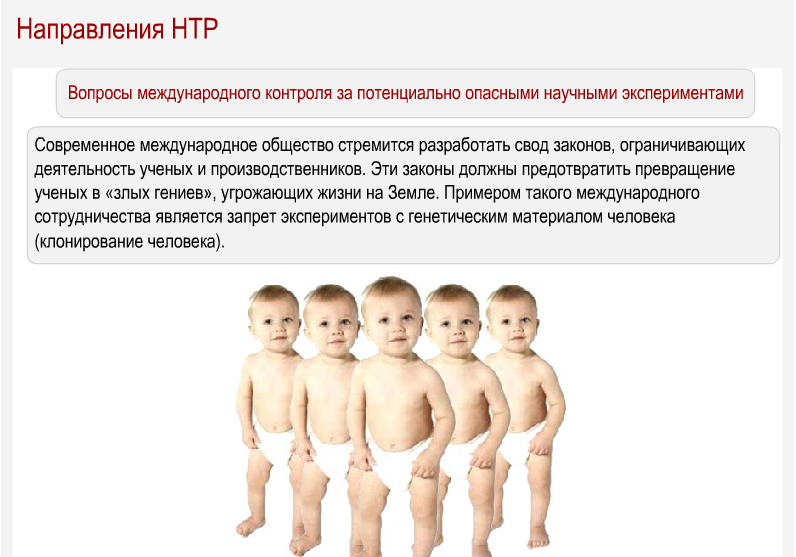 Направления НТР
Вопросы международного контроля за потенциально опасными научными экспериментами
Современное международное общество стремится разработать свод законов, ограничивающих
деятельность ученых и производственников. Эти законы должны предотвратить превращение
ученых в «злых гениев», угрожающих жизни на Земле. Примером такого международного
сотрудничества является запрет экспериментов с генетическим материалом человека
(клонирование человека).